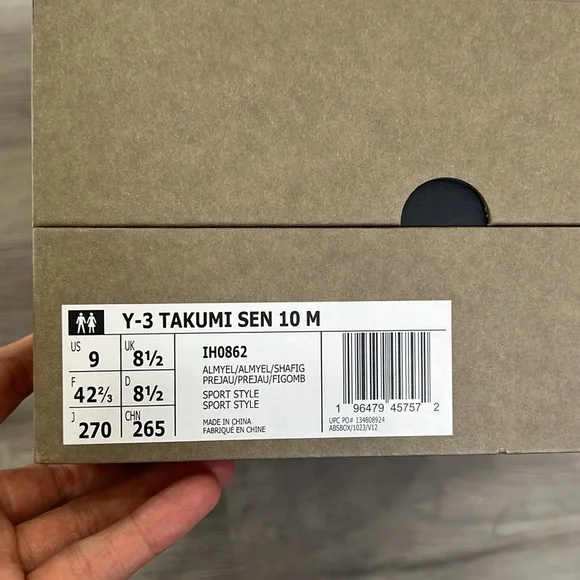 Y-3 TAKUMI SEN 10 M
US 9 UK 8½
F 42⅔ D 8½
J 270 CHN 265
IH0862
ALMYEL/ALMYEL/SHAFIG
PREJAU/PREJAU/FIGOMB
SPORT STYLE
SPORT STYLE
MADE IN CHINA
FABRIQUÉ EN CHINE
1 96479 45757 2
UPC PO# 134808924
ABSBOX/1023/V12